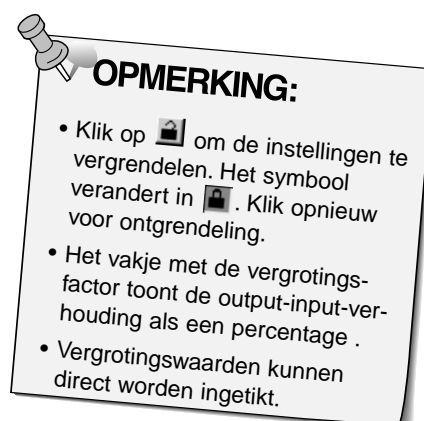 OPMERKING:
• Klik op om de instellingen te
vergrendelen. Het symbool
verandert in . Klik opnieuw
voor ontgrendeling.
• Het vakje met de vergrotings-
factor toont de output-input-ver-
houding als een percentage .
• Vergrotingswaarden kunnen
direct worden ingetikt.